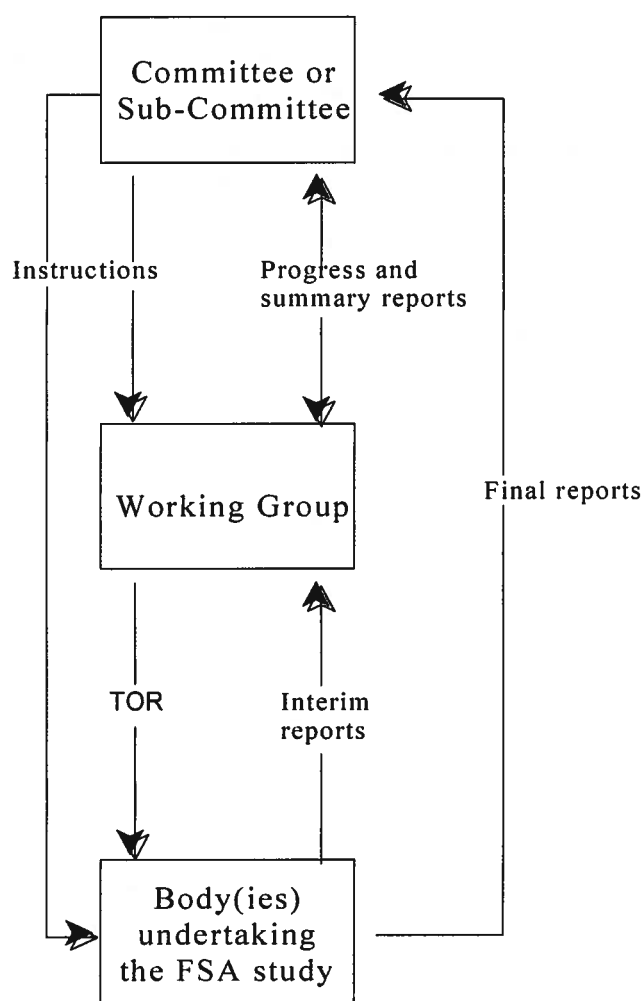 Committee or
Sub-Committee
Instructions
Progress and
summary reports
Working Group
Final reports
TOR
Interim
reports
Body(ies)
undertaking
the FSA study